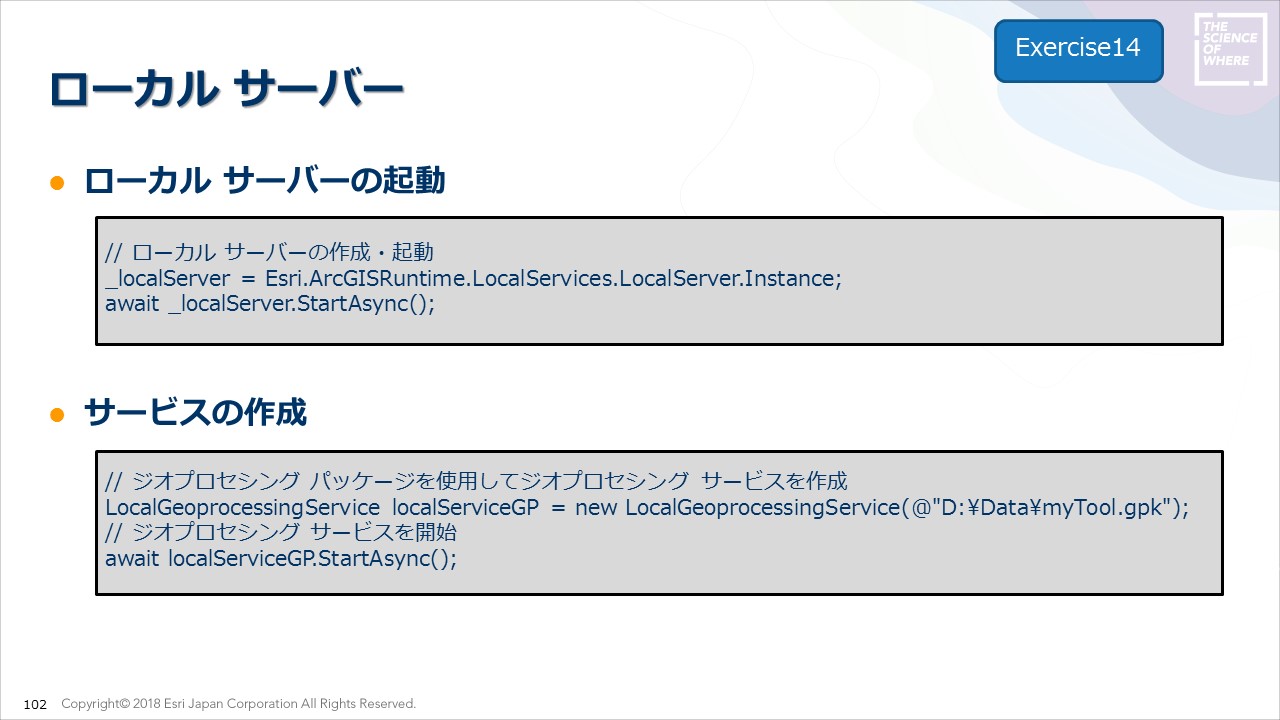 Exercise14
THE
SCIENCE
OF
WHERE
ローカル サーバー
● ローカル サーバーの起動
// ローカル サーバーの作成・起動
_localServer = Esri.ArcGISRuntime.LocalServices.LocalServer.Instance;
await _localServer.StartAsync();
● サービスの作成
// ジオプロセシング パッケージを使用してジオプロセシング サービスを作成
LocalGeoprocessingService localServiceGP = new LocalGeoprocessingService(@"D:¥Data¥myTool.gpk");
// ジオプロセシング サービスを開始
await localServiceGP.StartAsync();
102 Copyright© 2018 Esri Japan Corporation All Rights Reserved.